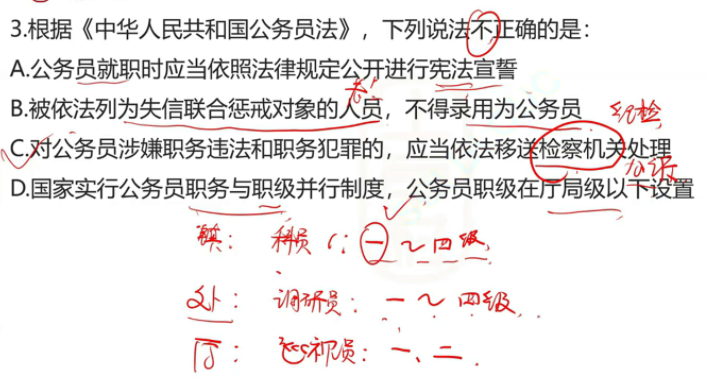 3.根据《中华人民共和国公务员法》，下列说法不正确的是：
A.公务员就职时应当依照法律规定公开进行宪法宣誓
B.被依法列为失信联合惩戒对象的人员，不得录用为公务员
纪检
C.对公务员涉嫌职务违法和职务犯罪的，应当依法移送检察机关处理
D.国家实行公务员职务与职级并行制度，公务员职级在厅局级以下设置
科员：一～四级
处：调研员：一～四级
厅：巡视员：一、二